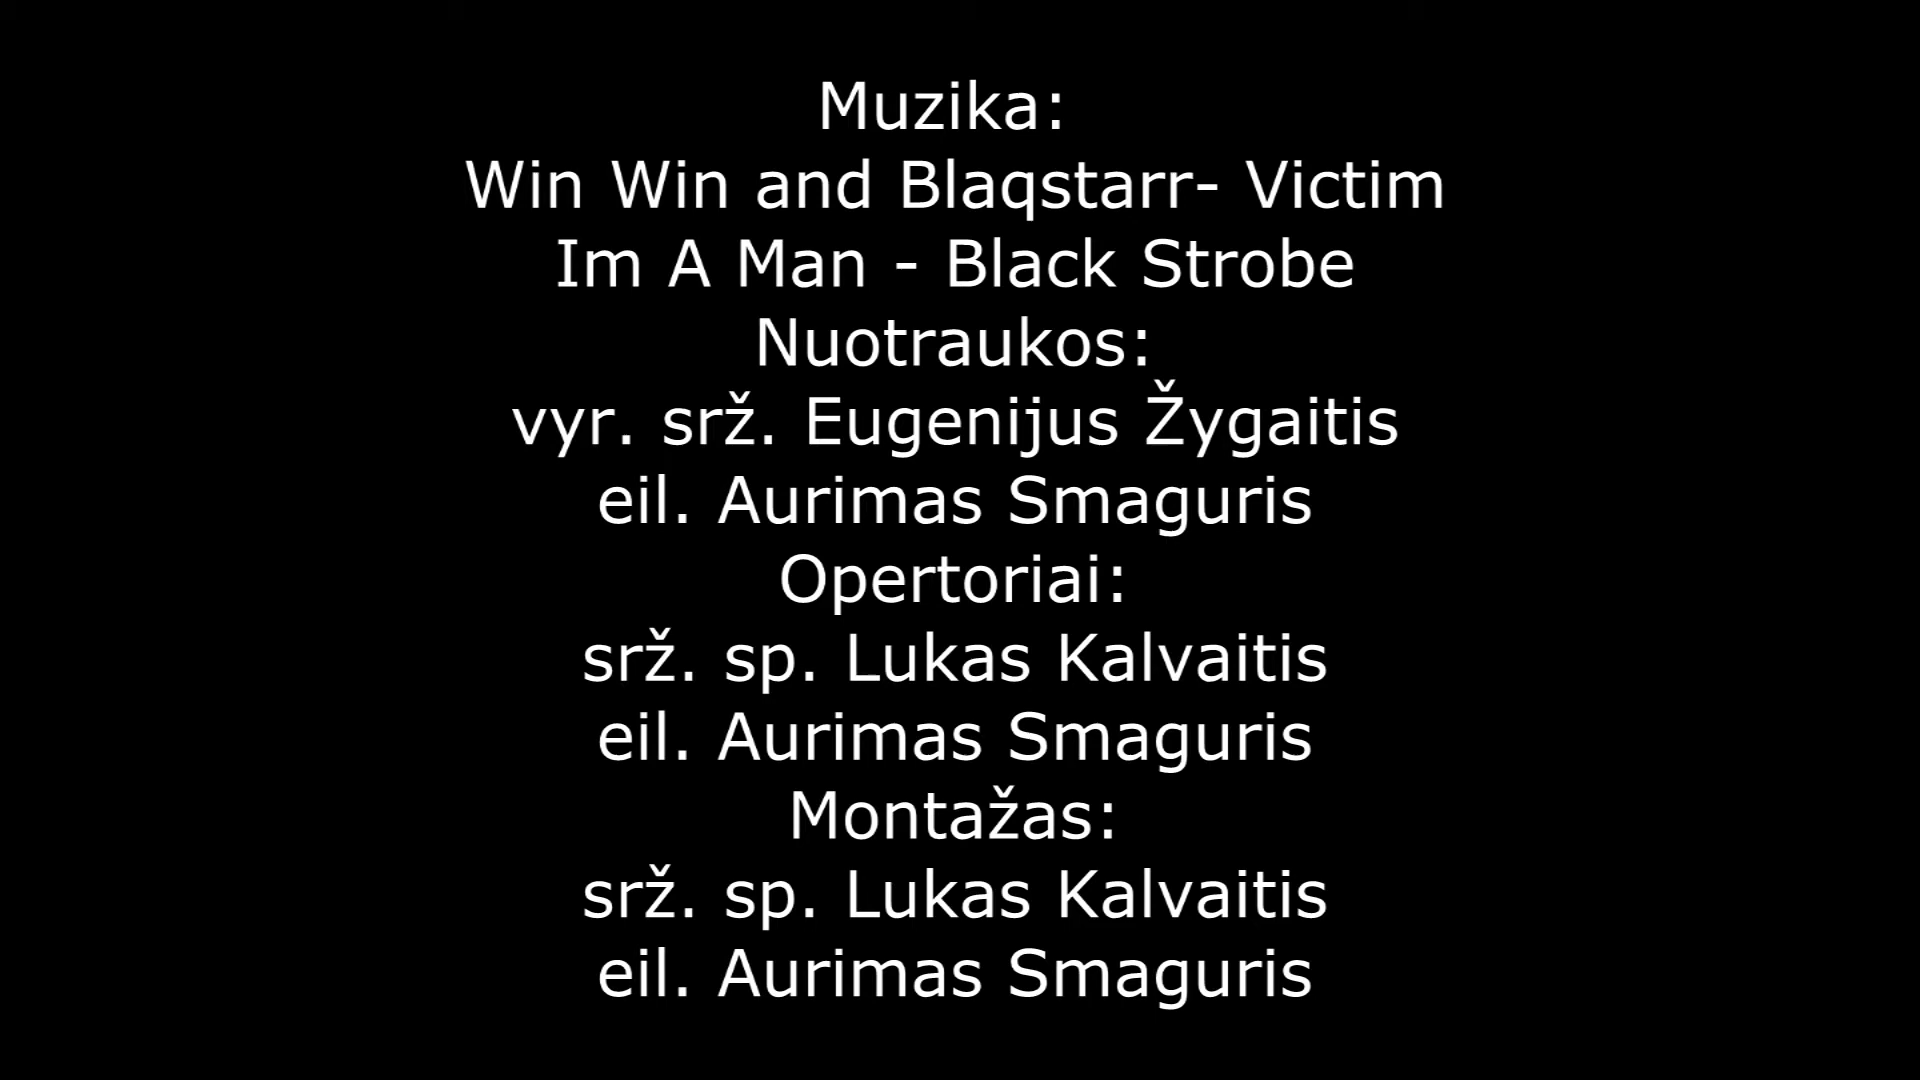 Muzika:
Win Win and Blaqstarr- Victim
Im A Man - Black Strobe
Nuotraukos:
vyr. srž. Eugenijus Žygaitis
eil. Aurimas Smaguris
Opertoriai:
srž. sp. Lukas Kalvaitis
eil. Aurimas Smaguris
Montažas:
srž. sp. Lukas Kalvaitis
eil. Aurimas Smaguris